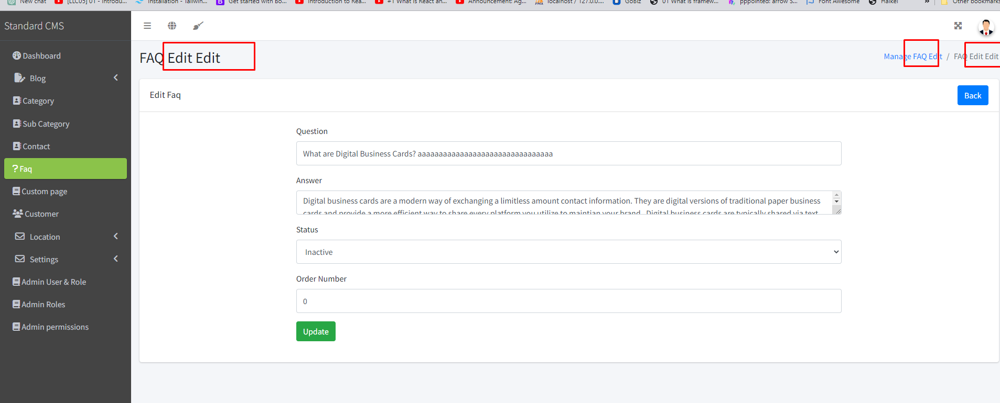 New chat [LLC05] 01 - Introdu... Installation - Tailwin... Get started with Bo... Introduction to Rea... #1 What is React an... Announcement: Ag... localhost / 127.0.0.... GoBiz 01 What is framew... pppointed: arrow S... Font Awesome Haikei » Other bookmarks
Standard CMS
Dashboard
Blog
Category
Sub Category
Contact
Faq
Custom page
Customer
Location
Settings
Admin User & Role
Admin Roles
Admin permissions
FAQ Edit Edit
Manage FAQ Edit / FAQ Edit Edit
Edit Faq
Back
Question
What are Digital Business Cards? aaaaaaaaaaaaaaaaaaaaaaaaaaaaaaaa
Answer
Digital business cards are a modern way of exchanging a limitless amount contact information. They are digital versions of traditional paper business
cards and provide a more efficient way to share every platform you utilize to maintian your brand. Digital business cards are typically shared via text,
Status
Inactive
Order Number
0
Update